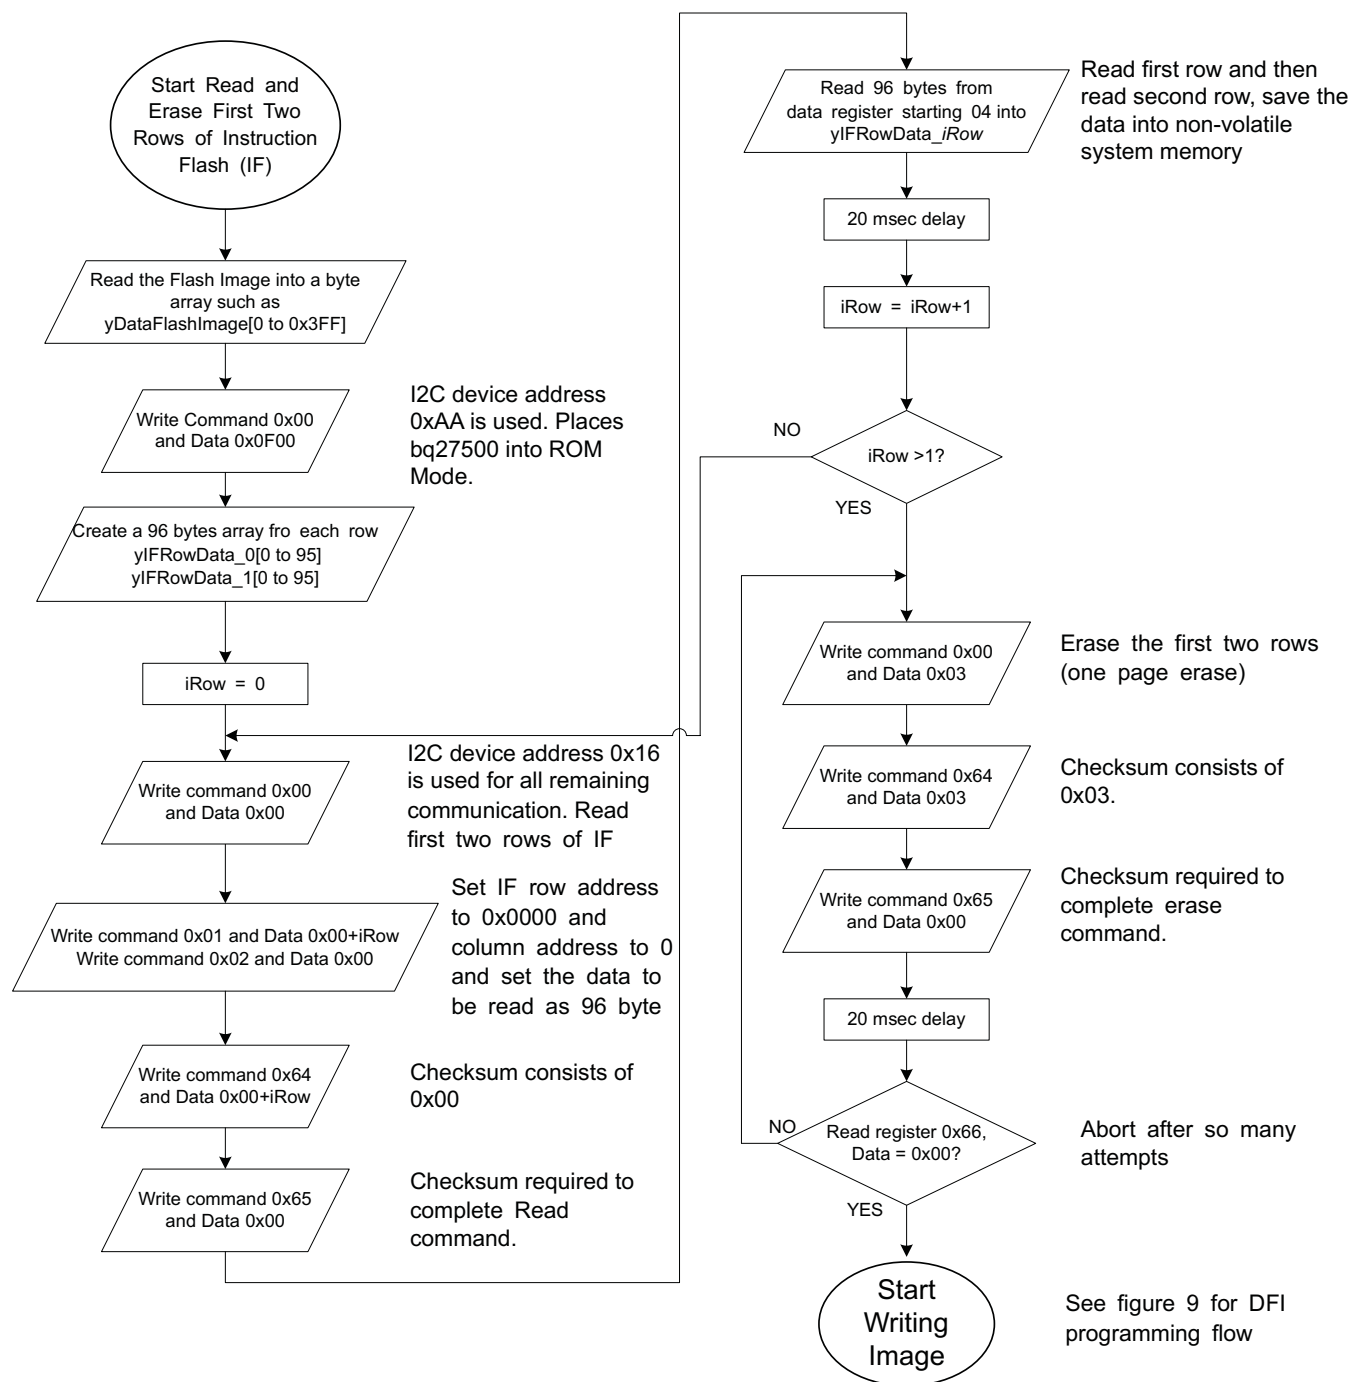 Start Read and
Erase First Two
Rows of Instruction
Flash (IF)
Read the Flash Image into a byte
array such as
yDataFlashImage[0 to 0x3FF]
Write Command 0x00
and Data 0x0F00
I2C device address
0xAA is used. Places
bq27500 into ROM
Mode.
Create a 96 bytes array fro each row
yIFRowData_0[0 to 95]
yIFRowData_1[0 to 95]
iRow = 0
Write command 0x00
and Data 0x00
I2C device address 0x16
is used for all remaining
communication. Read
first two rows of IF
Write command 0x01 and Data 0x00+iRow
Write command 0x02 and Data 0x00
Set IF row address
to 0x0000 and
column address to 0
and set the data to
be read as 96 byte
Write command 0x64
and Data 0x00+iRow
Checksum consists of
0x00
Write command 0x65
and Data 0x00
Checksum required to
complete Read
command.
Read 96 bytes from
data register starting 04 into
yIFRowData_iRow
Read first row and then
read second row, save the
data into non-volatile
system memory
20 msec delay
iRow = iRow+1
NO
iRow >1?
YES
Write command 0x00
and Data 0x03
Erase the first two rows
(one page erase)
Write command 0x64
and Data 0x03
Checksum consists of
0x03.
Write command 0x65
and Data 0x00
Checksum required to
complete erase
command.
20 msec delay
NO
Read register 0x66,
Data = 0x00?
Abort after so many
attempts
YES
Start
Writing
Image
See figure 9 for DFI
programming flow